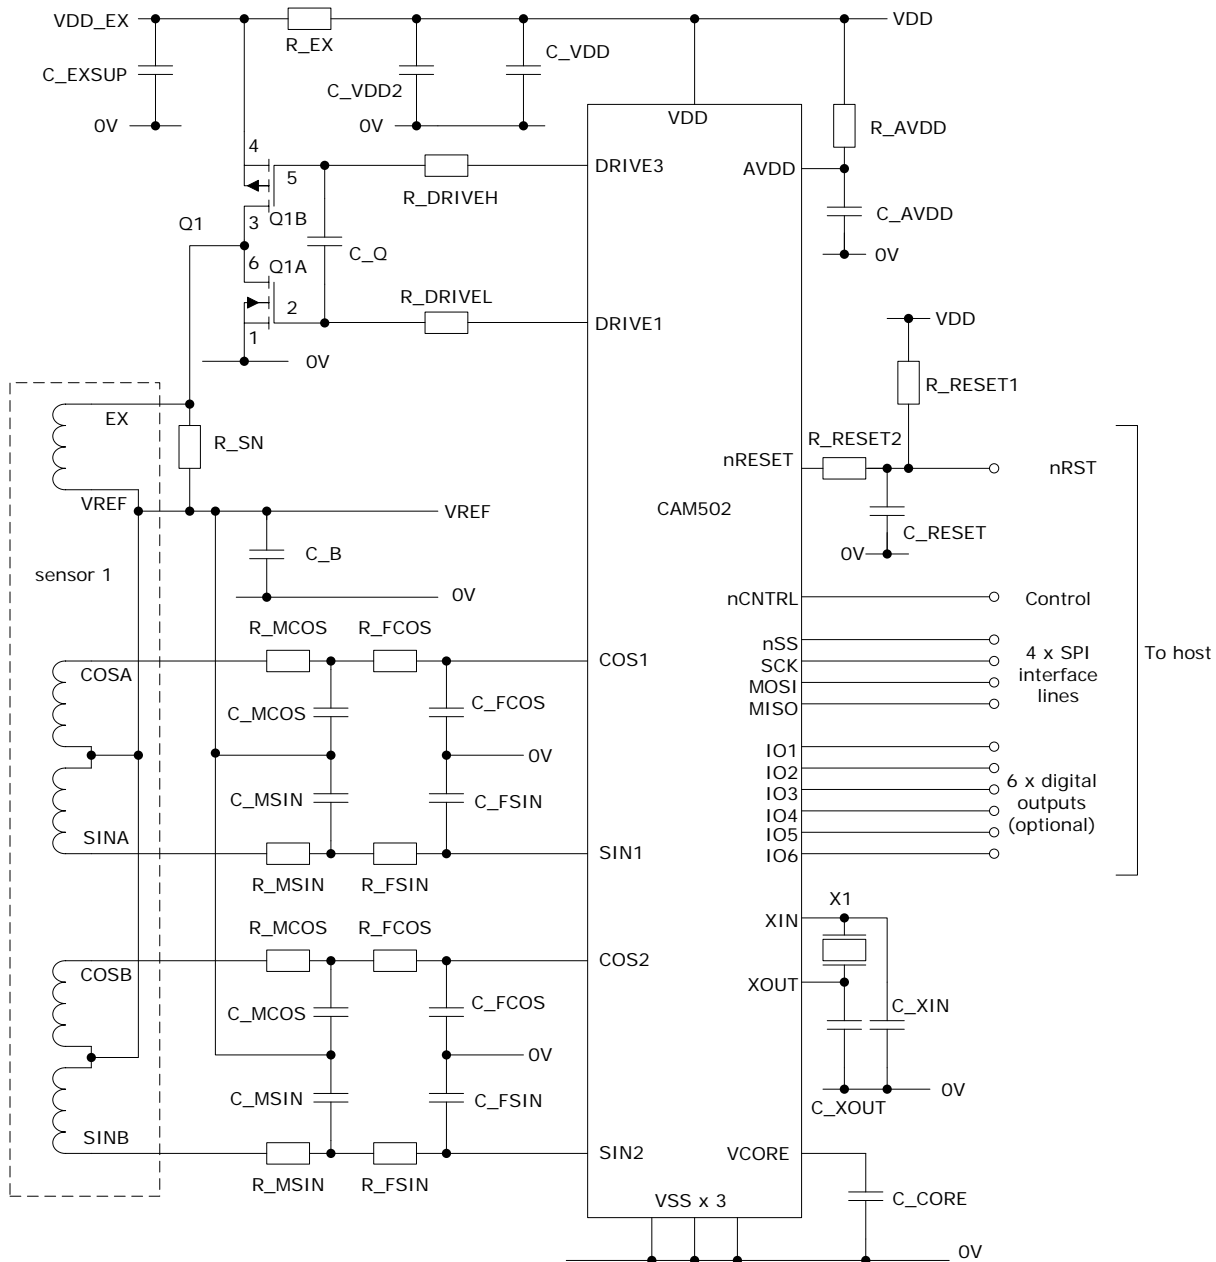 VDD_EX
R_EX
VDD
C_VDD
C_EXSUP
C_VDD2
0V
0V
VDD
R_AVDD
4
DRIVE3
AVDD
5
R_DRIVEH
C_AVDD
Q1
3
Q1B
C_Q
0V
6
Q1A
R_DRIVEL
2
DRIVE1
VDD
1
0V
R_RESET1
EX
R_SN
R_RESET2
nRESET
nRST
VREF
VREF
CAM502
C_RESET
C_B
0V
sensor 1
0V
nCNTRL
Control
R_MCOS
R_FCOS
nSS
COS1
SCK
4 x SPI
interface
lines
To host
COSA
C_FCOS
MOSI
C_MCOS
MISO
0V
IO1
IO2
C_MSIN
C_FSIN
IO3
6 x digital
outputs
(optional)
IO4
SINA
IO5
SIN1
IO6
R_MSIN
R_FSIN
X1
R_MCOS
R_FCOS
XIN
COS2
COSB
XOUT
C_FCOS
C_XIN
C_MCOS
0V
0V
C_MSIN
C_FSIN
C_XOUT
SINB
SIN2
VCORE
R_MSIN
R_FSIN
VSS x 3
C_CORE
0V